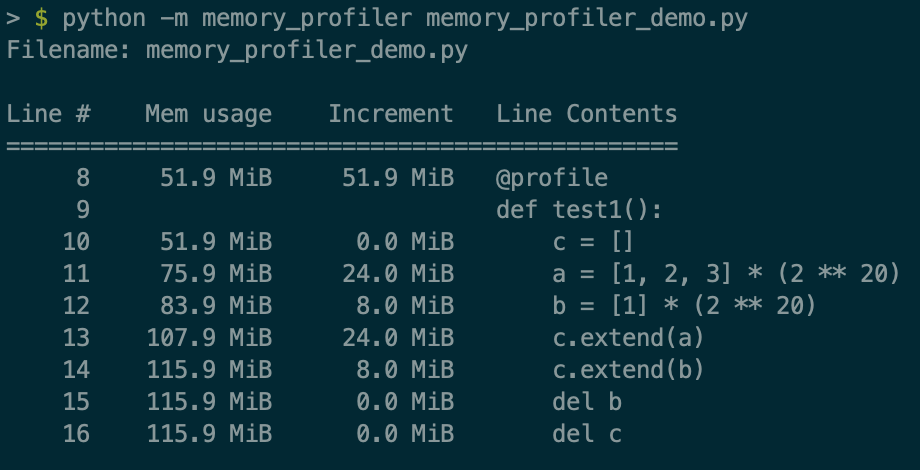 > $ python -m memory_profiler memory_profiler_demo.py
Filename: memory_profiler_demo.py
Line #    Mem usage    Increment   Line Contents
================================================
     8     51.9 MiB     51.9 MiB   @profile
     9                             def test1():
    10     51.9 MiB      0.0 MiB       c = []
    11     75.9 MiB     24.0 MiB       a = [1, 2, 3] * (2 ** 20)
    12     83.9 MiB      8.0 MiB       b = [1] * (2 ** 20)
    13    107.9 MiB     24.0 MiB       c.extend(a)
    14    115.9 MiB      8.0 MiB       c.extend(b)
    15    115.9 MiB      0.0 MiB       del b
    16    115.9 MiB      0.0 MiB       del c